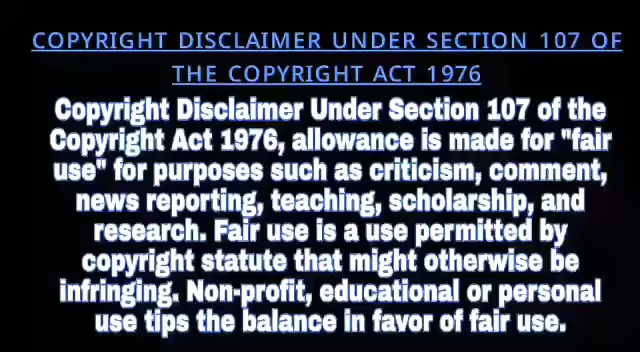 COPYRIGHT DISCLAIMER UNDER SECTION 107 OF
THE COPYRIGHT ACT 1976
Copyright Disclaimer Under Section 107 of the
Copyright Act 1976, allowance is made for "fair
use" for purposes such as criticism, comment,
news reporting, teaching, scholarship, and
research. Fair use is a use permitted by
copyright statute that might otherwise be
infringing. Non-profit, educational or personal
use tips the balance in favor of fair use.